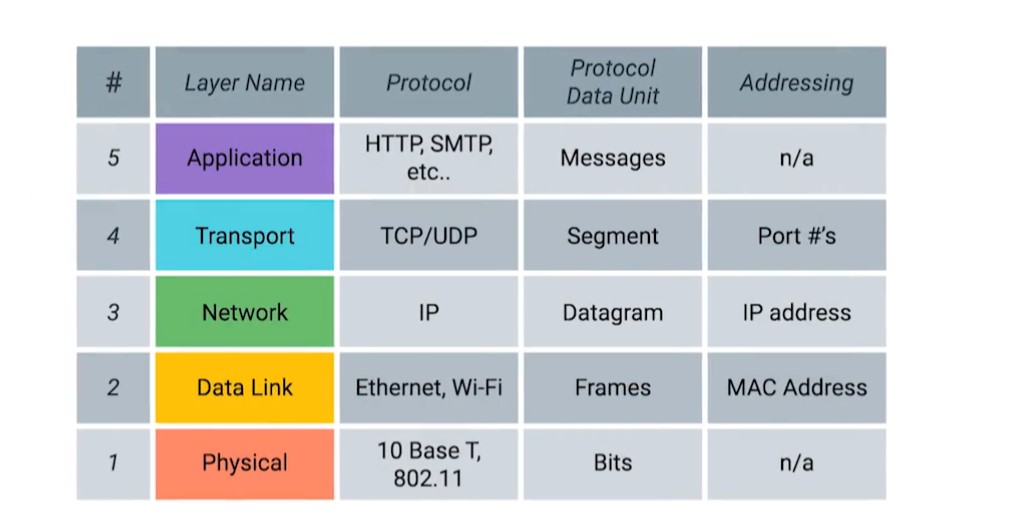 # Layer Name Protocol Protocol Data Unit Addressing
5 Application HTTP, SMTP, etc.. Messages n/a
4 Transport TCP/UDP Segment Port #'s
3 Network IP Datagram IP address
2 Data Link Ethernet, Wi-Fi Frames MAC Address
1 Physical 10 Base T, 802.11 Bits n/a